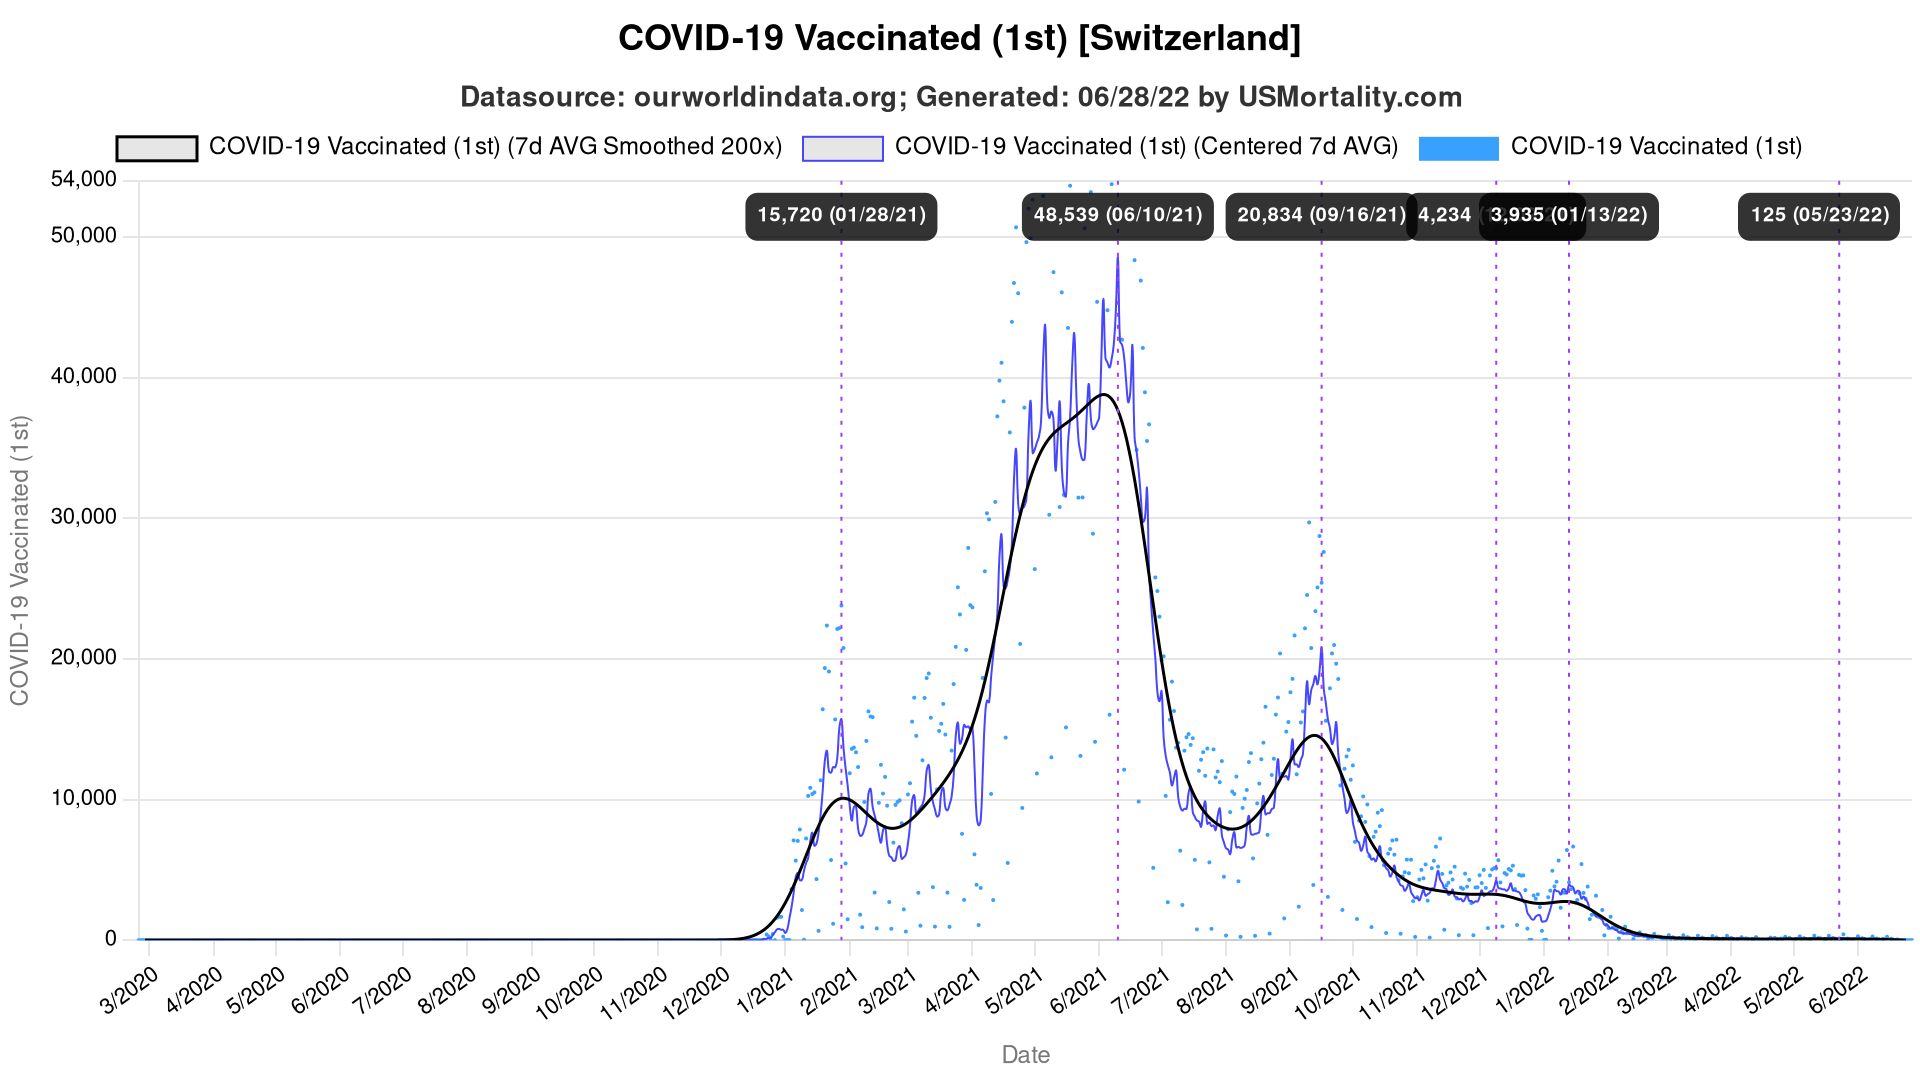 COVID-19 Vaccinated (1st) [Switzerland]
Datasource: ourworldindata.org; Generated: 06/28/22 by USMortality.com
COVID-19 Vaccinated (1st) (7d AVG Smoothed 200x) COVID-19 Vaccinated (1st) (Centered 7d AVG) COVID-19 Vaccinated (1st)
54,000
15,720 (01/28/21) 48,539 (06/10/21) 20,834 (09/16/21) 4,234 3,935 (01/13/22) 125 (05/23/22)
50,000
40,000
30,000
20,000
10,000
0
COVID-19 Vaccinated (1st)
3/2020 4/2020 5/2020 6/2020 7/2020 8/2020 9/2020 10/2020 11/2020 12/2020 1/2021 2/2021 3/2021 4/2021 5/2021 6/2021 7/2021 8/2021 9/2021 10/2021 11/2021 12/2021 1/2022 2/2022 3/2022 4/2022 5/2022 6/2022
Date